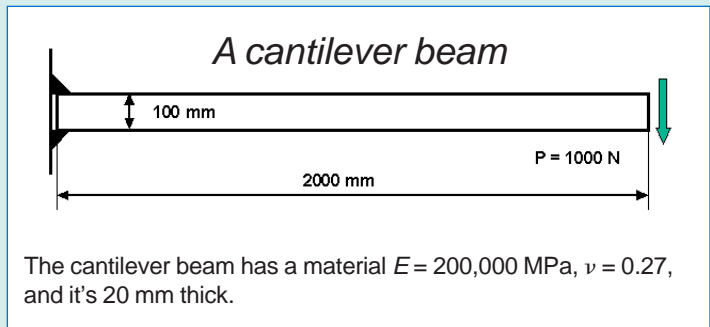 A cantilever beam
100 mm
P = 1000 N
2000 mm
The cantilever beam has a material E = 200,000 MPa, ν = 0.27,
and it's 20 mm thick.